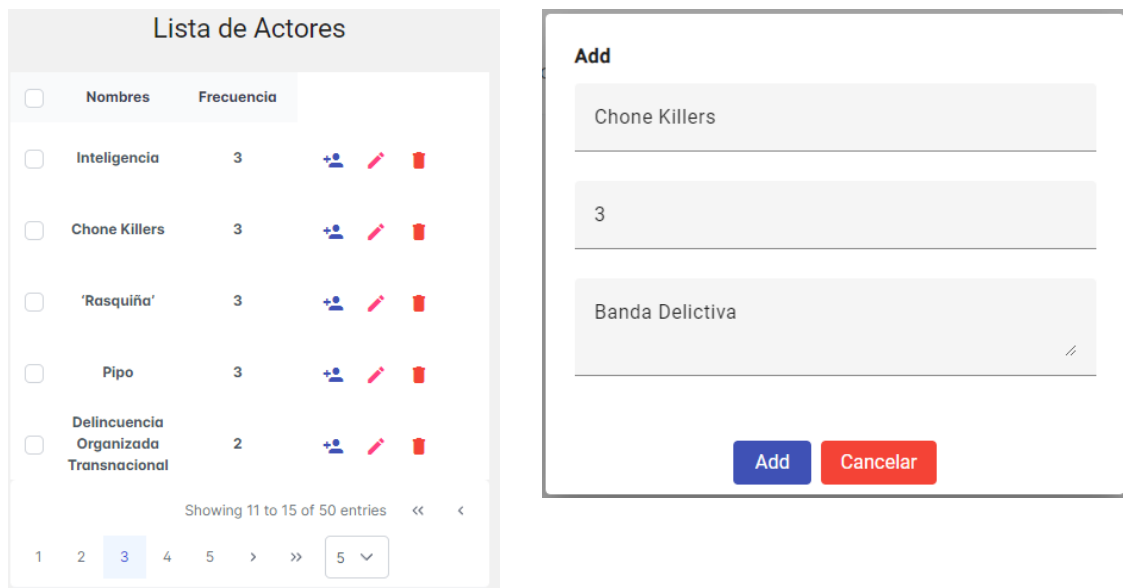 Lista de Actores
Nombres Frecuencia
Inteligencia 3
Chone Killers 3
'Rasquiña' 3
Pipo 3
Delincuencia
Organizada 2
Transnacional
Showing 11 to 15 of 50 entries « ‹
1 2 3 4 5 › » 5
Add
Chone Killers
3
Banda Delictiva
Add Cancelar